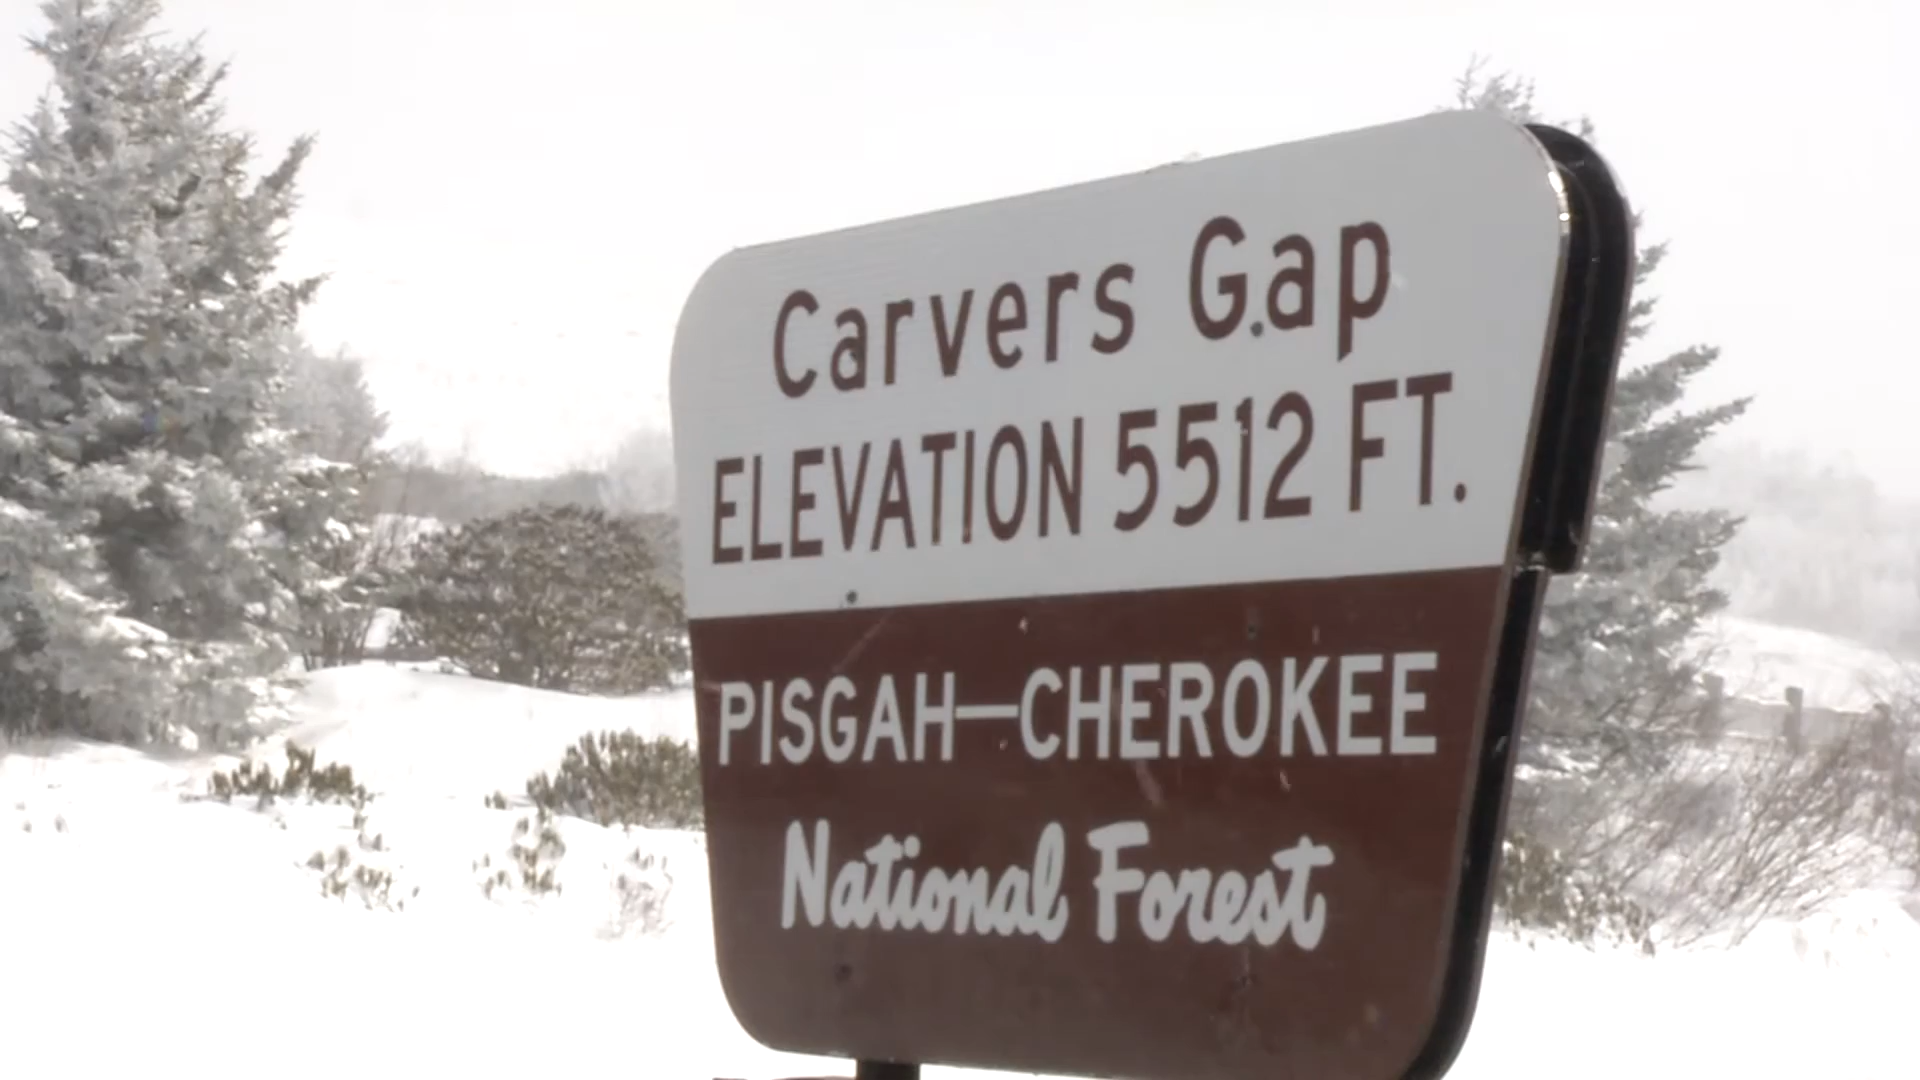 Carvers Gap
ELEVATION 5512 FT.
PISGAH—CHEROKEE
National Forest